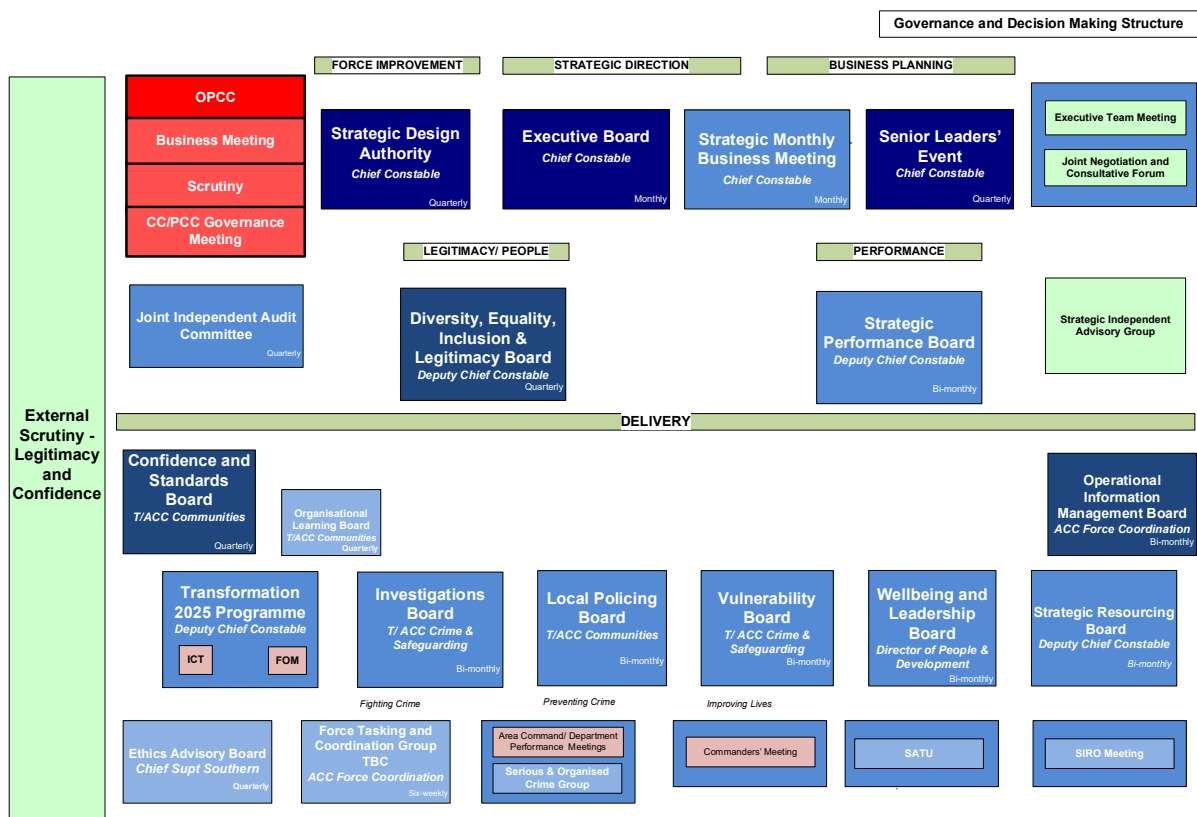 Governance and Decision Making Structure
FORCE IMPROVEMENT
STRATEGIC DIRECTION
BUSINESS PLANNING
OPCC
Business Meeting
Scrutiny
CC/PCC Governance
Meeting
Strategic Design
Authority
Chief Constable
Quarterly
Executive Board
Chief Constable
Monthly
Strategic Monthly
Business Meeting
Chief Constable
Monthly
Senior Leaders'
Event
Chief Constable
Quarterly
Executive Team Meeting
Joint Negotiation and
Consultative Forum
LEGITIMACY/ PEOPLE
PERFORMANCE
Joint Independent Audit
Committee
Quarterly
Diversity, Equality,
Inclusion &
Legitimacy Board
Deputy Chief Constable
Quarterly
Strategic
Performance Board
Deputy Chief Constable
Bi-monthly
Strategic Independent
Advisory Group
External
Scrutiny -
Legitimacy
and
Confidence
DELIVERY
Confidence and
Standards
Board
T/ACC Communities
Quarterly
Organisational
Learning Board
T/ACC Communities
Quarterly
Operational
Information
Management Board
ACC Force Coordination
Bi-monthly
Transformation
2025 Programme
Deputy Chief Constable
ICT
FOM
Investigations
Board
T/ ACC Crime &
Safeguarding
Bi-monthly
Local Policing
Board
T/ACC Communities
Bi-monthly
Vulnerability
Board
T/ ACC Crime &
Safeguarding
Bi-monthly
Wellbeing and
Leadership
Board
Director of People &
Development
Bi-monthly
Strategic Resourcing
Board
Deputy Chief Constable
Bi-monthly
Fighting Crime
Preventing Crime
Improving Lives
Ethics Advisory Board
Chief Supt Southern
Quarterly
Force Tasking and
Coordination Group
TBC
ACC Force Coordination
Six-weekly
Area Command/ Department
Performance Meetings
Serious & Organised
Crime Group
Commanders' Meeting
SATU
SIRO Meeting